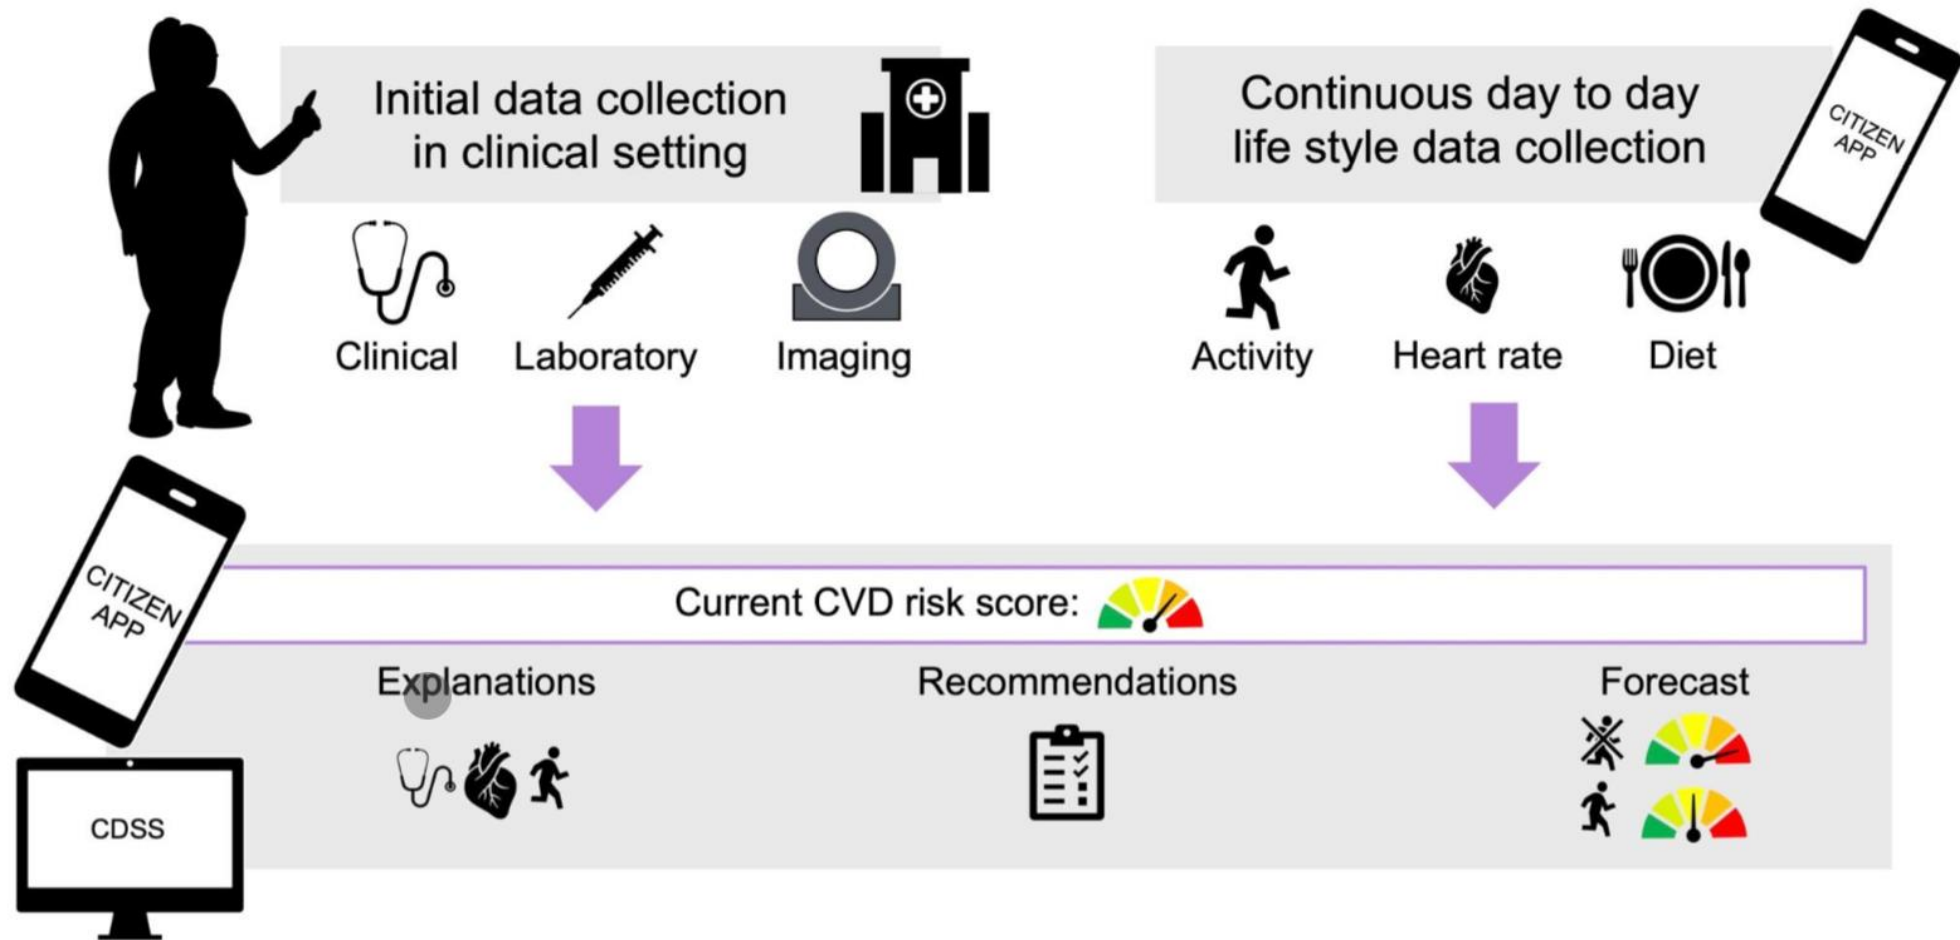 Initial data collection
in clinical setting
Continuous day to day
life style data collection
CITIZEN
APP
Clinical
Laboratory
Imaging
Activity
Heart rate
Diet
CITIZEN
APP
Current CVD risk score:
Explanations
Recommendations
Forecast
CDSS